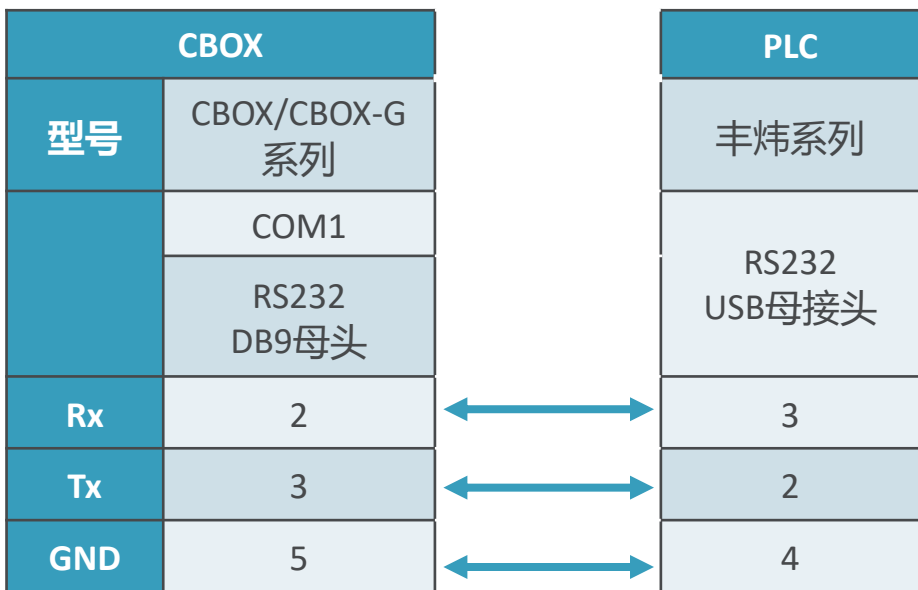 CBOX
PLC
型号
CBOX/CBOX-G
系列
丰炜系列
COM1
RS232
DB9母头
RS232
USB母接头
Rx
2
3
Tx
3
2
GND
5
4